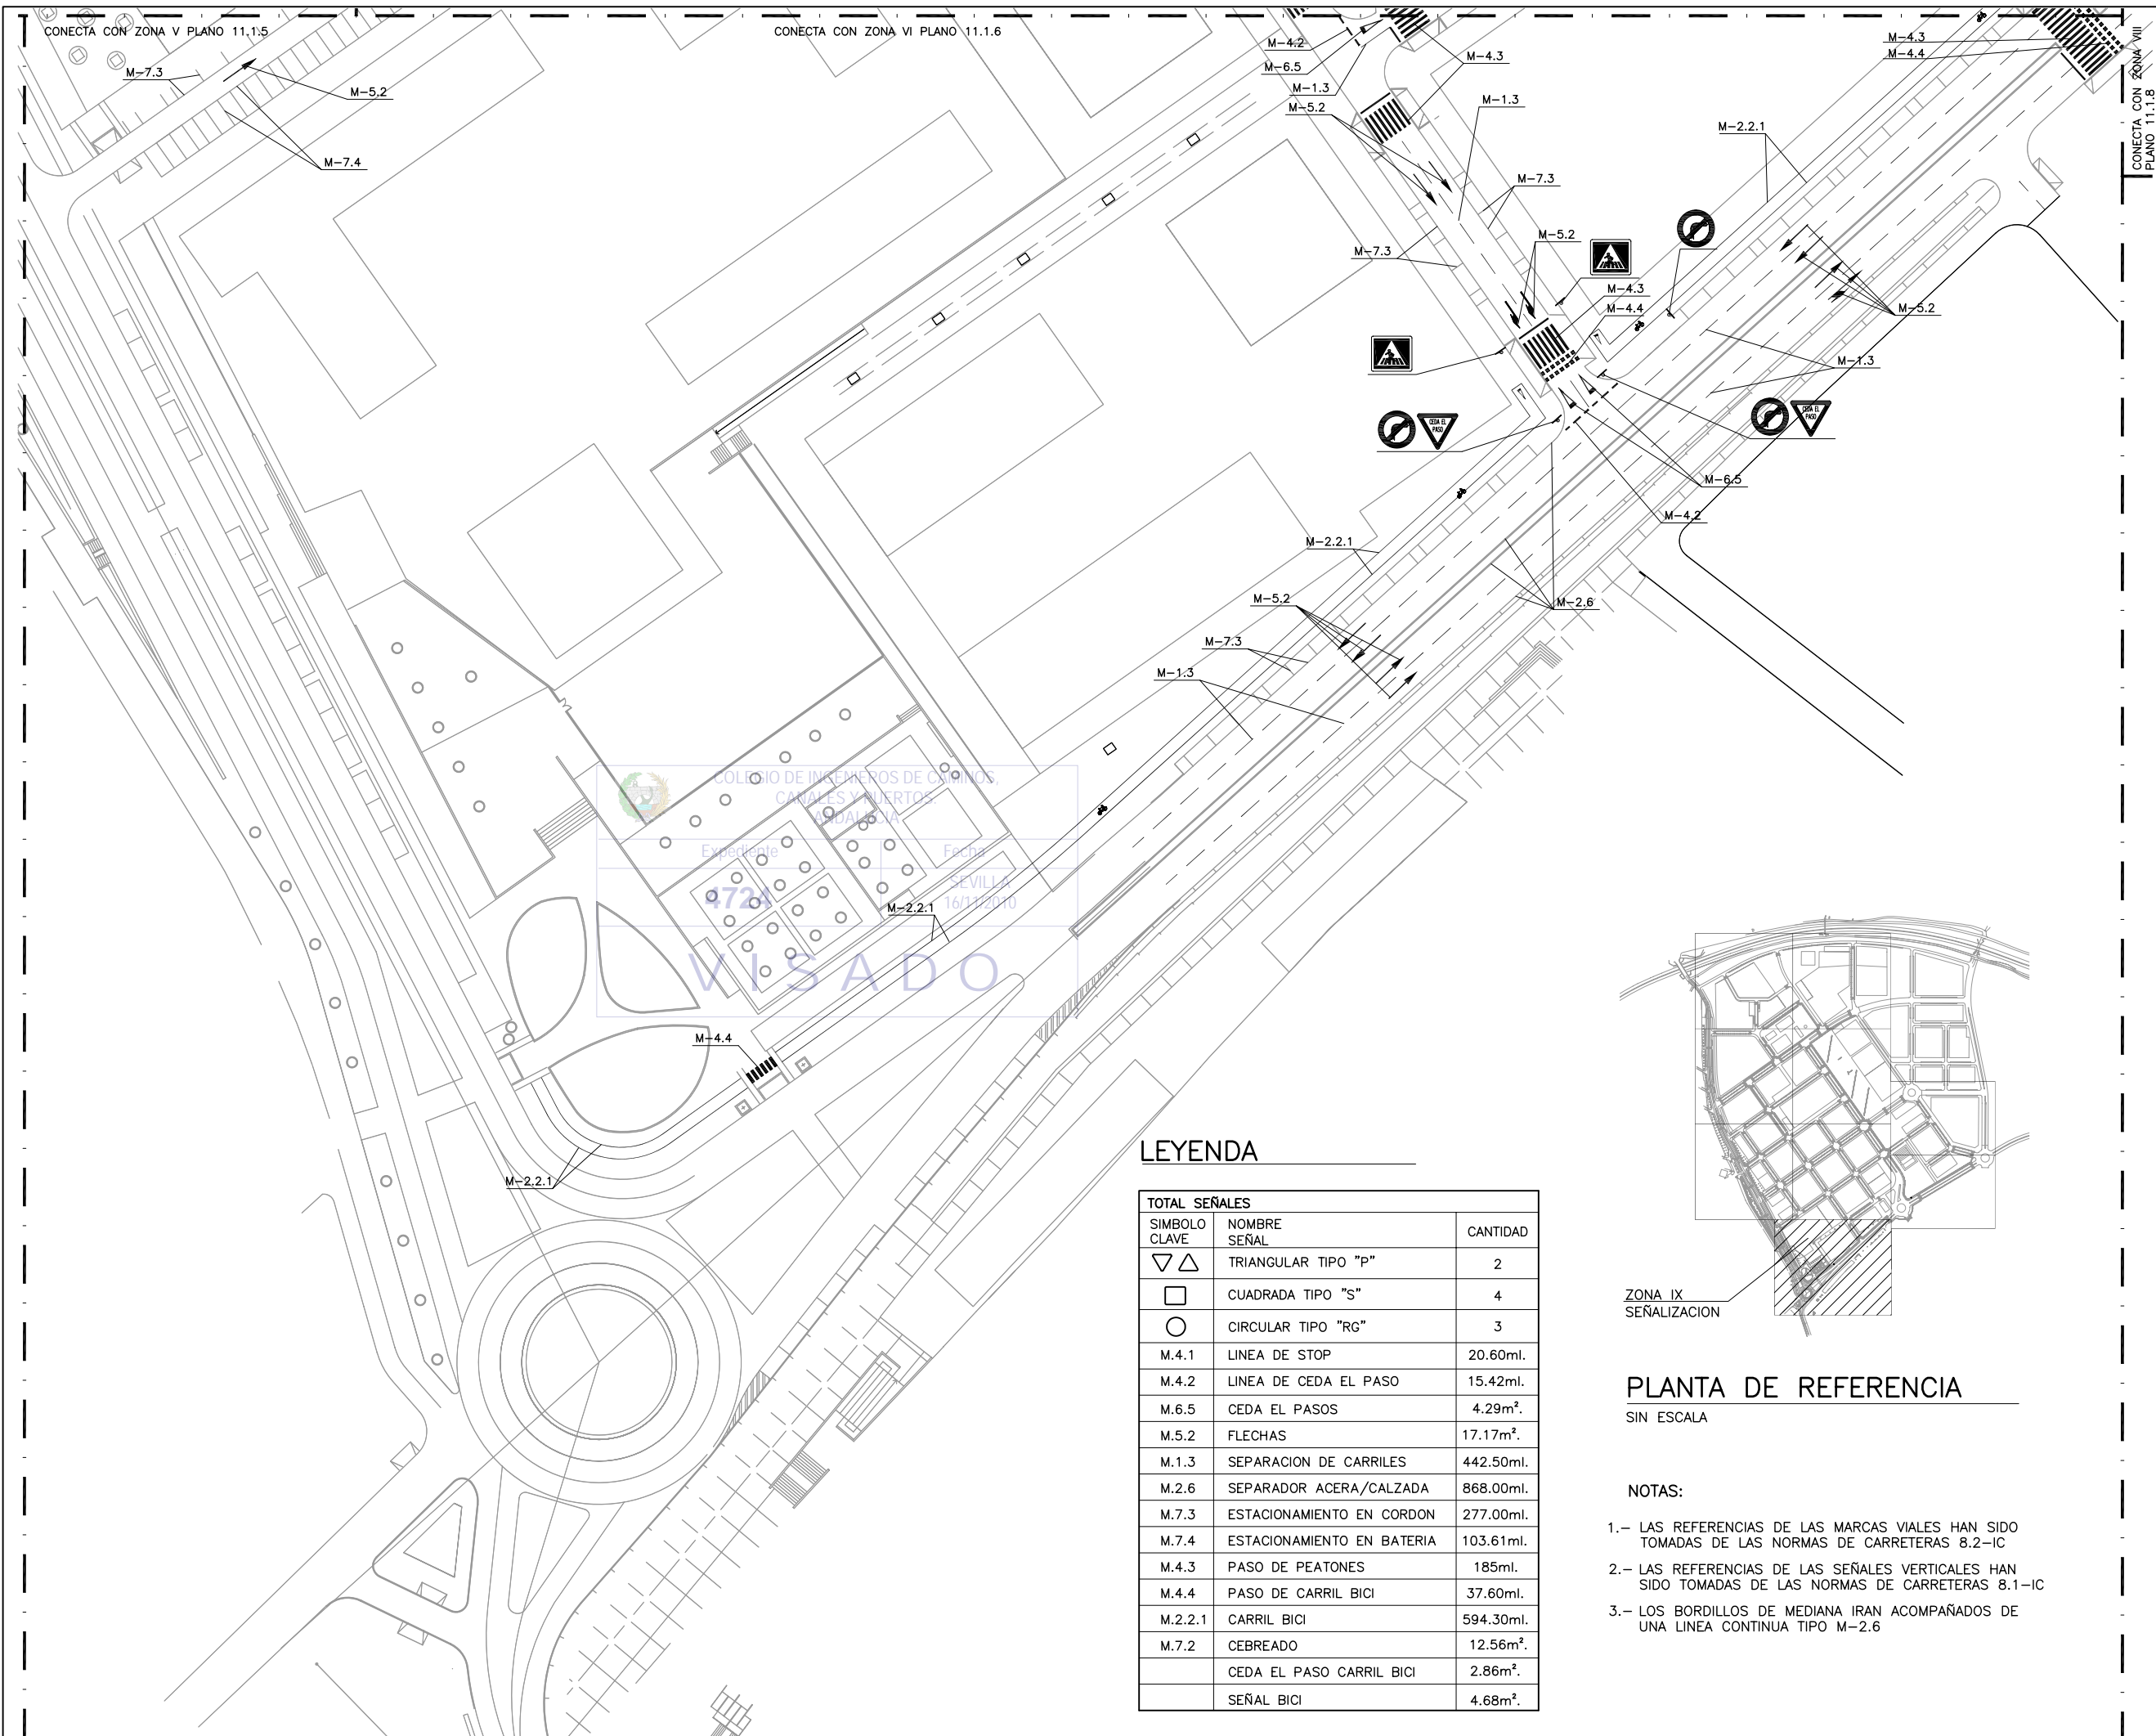 CONECTA CON ZONA V PLANO 11.1.5
CONECTA CON ZONA VI PLANO 11.1.6
CONECTA CON ZONA VIII
PLANO 11.1.8
M-7.3
M-5.2
M-7.4
M-4.2
M-6.5
M-1.3
M-5.2
M-4.3
M-1.3
M-4.3
M-4.4
M-2.2.1
M-7.3
M-7.3
M-5.2
M-4.3
M-4.4
M-5.2
M-1.3
CEDA EL
PASO
CEDA EL
PASO
M-6.5
M-4.2
M-2.2.1
M-5.2
M-2.6
M-7.3
M-1.3
COLEGIO DE INGENIEROS DE CAMINOS,
CANALES Y PUERTOS.
ANDALUCIA
Expediente Fecha
4724 SEVILLA
16/11/2010
VISADO
M-2.2.1
M-4.4
M-2.2.1
LEYENDA
TOTAL SEÑALES
SIMBOLO CLAVE NOMBRE SEÑAL CANTIDAD
TRIANGULAR TIPO "P" 2
CUADRADA TIPO "S" 4
CIRCULAR TIPO "RG" 3
M.4.1 LINEA DE STOP 20.60ml.
M.4.2 LINEA DE CEDA EL PASO 15.42ml.
M.6.5 CEDA EL PASOS 4.29m².
M.5.2 FLECHAS 17.17m².
M.1.3 SEPARACION DE CARRILES 442.50ml.
M.2.6 SEPARADOR ACERA/CALZADA 868.00ml.
M.7.3 ESTACIONAMIENTO EN CORDON 277.00ml.
M.7.4 ESTACIONAMIENTO EN BATERIA 103.61ml.
M.4.3 PASO DE PEATONES 185ml.
M.4.4 PASO DE CARRIL BICI 37.60ml.
M.2.2.1 CARRIL BICI 594.30ml.
M.7.2 CEBREADO 12.56m².
CEDA EL PASO CARRIL BICI 2.86m².
SEÑAL BICI 4.68m².
ZONA IX
SEÑALIZACION
PLANTA DE REFERENCIA
SIN ESCALA
NOTAS:
1.- LAS REFERENCIAS DE LAS MARCAS VIALES HAN SIDO
TOMADAS DE LAS NORMAS DE CARRETERAS 8.2-IC
2.- LAS REFERENCIAS DE LAS SEÑALES VERTICALES HAN
SIDO TOMADAS DE LAS NORMAS DE CARRETERAS 8.1-IC
3.- LOS BORDILLOS DE MEDIANA IRAN ACOMPAÑADOS DE
UNA LINEA CONTINUA TIPO M-2.6